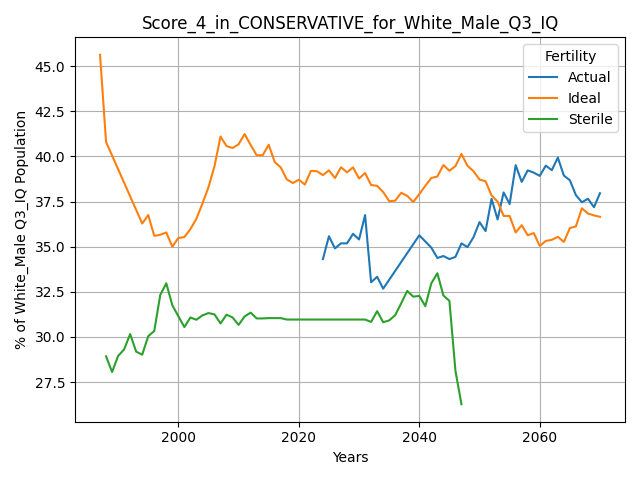 Score_4_in_CONSERVATIVE_for_White_Male_Q3_IQ
Fertility
Actual
Ideal
Sterile
% of White_Male Q3_IQ Population
45.0
42.5
40.0
37.5
35.0
32.5
30.0
27.5
2000
2020
2040
2060
Years